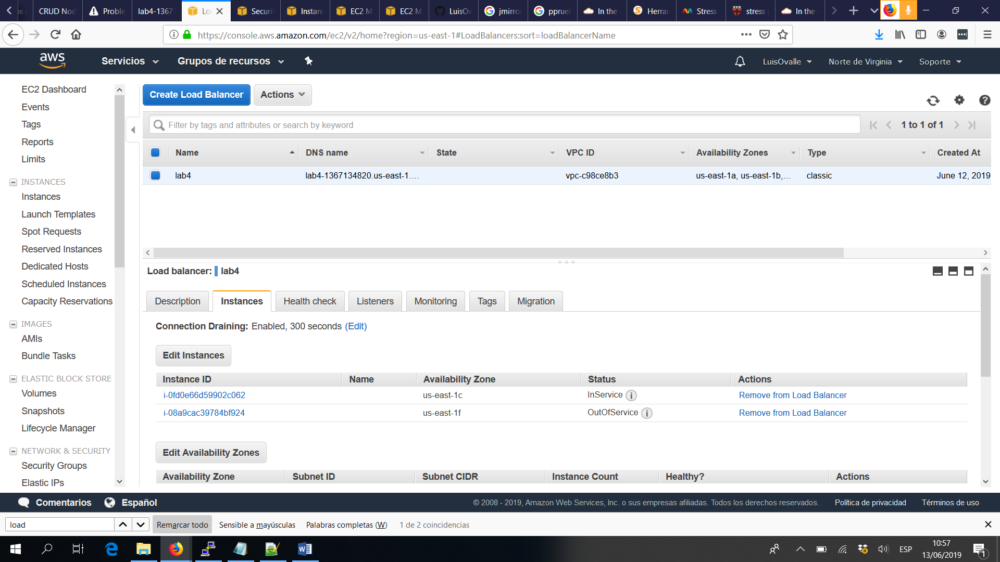 CRUD Nod
Proble
lab4-1367
Lo
Securi
Instan
EC2 M
EC2 M
LuisOv
jmirro
pprue
In the
Herrar
Stress
stress
In the
https://console.aws.amazon.com/ec2/v2/home?region=us-east-1#LoadBalancers:sort=loadBalancerName
aws
Servicios
Grupos de recursos
LuisOvalle
Norte de Virginia
Soporte
EC2 Dashboard
Events
Tags
Reports
Limits
INSTANCES
Instances
Launch Templates
Spot Requests
Reserved Instances
Dedicated Hosts
Scheduled Instances
Capacity Reservations
IMAGES
AMIs
Bundle Tasks
ELASTIC BLOCK STORE
Volumes
Snapshots
Lifecycle Manager
NETWORK & SECURITY
Security Groups
Elastic IPs
Create Load Balancer
Actions
Filter by tags and attributes or search by keyword
1 to 1 of 1
Name DNS name State VPC ID Availability Zones Type Created At
lab4 lab4-1367134820.us-east-1.... vpc-c98ce8b3 us-east-1a, us-east-1b,... classic June 12, 2019
Load balancer: lab4
Description Instances Health check Listeners Monitoring Tags Migration
Connection Draining: Enabled, 300 seconds (Edit)
Edit Instances
Instance ID Name Availability Zone Status Actions
i-0fd0e66d59902c062 us-east-1c InService Remove from Load Balancer
i-08a9cac39784bf924 us-east-1f OutOfService Remove from Load Balancer
Edit Availability Zones
Availability Zone Subnet ID Subnet CIDR Instance Count Healthy? Actions
Comentarios
Español
© 2008 - 2019, Amazon Web Services, Inc. o sus empresas afiliadas. Todos los derechos reservados.
Política de privacidad
Términos de uso
load
Remarcar todo
Sensible a mayúsculas
Palabras completas (W)
1 de 2 coincidencias
ESP
10:57
13/06/2019
1